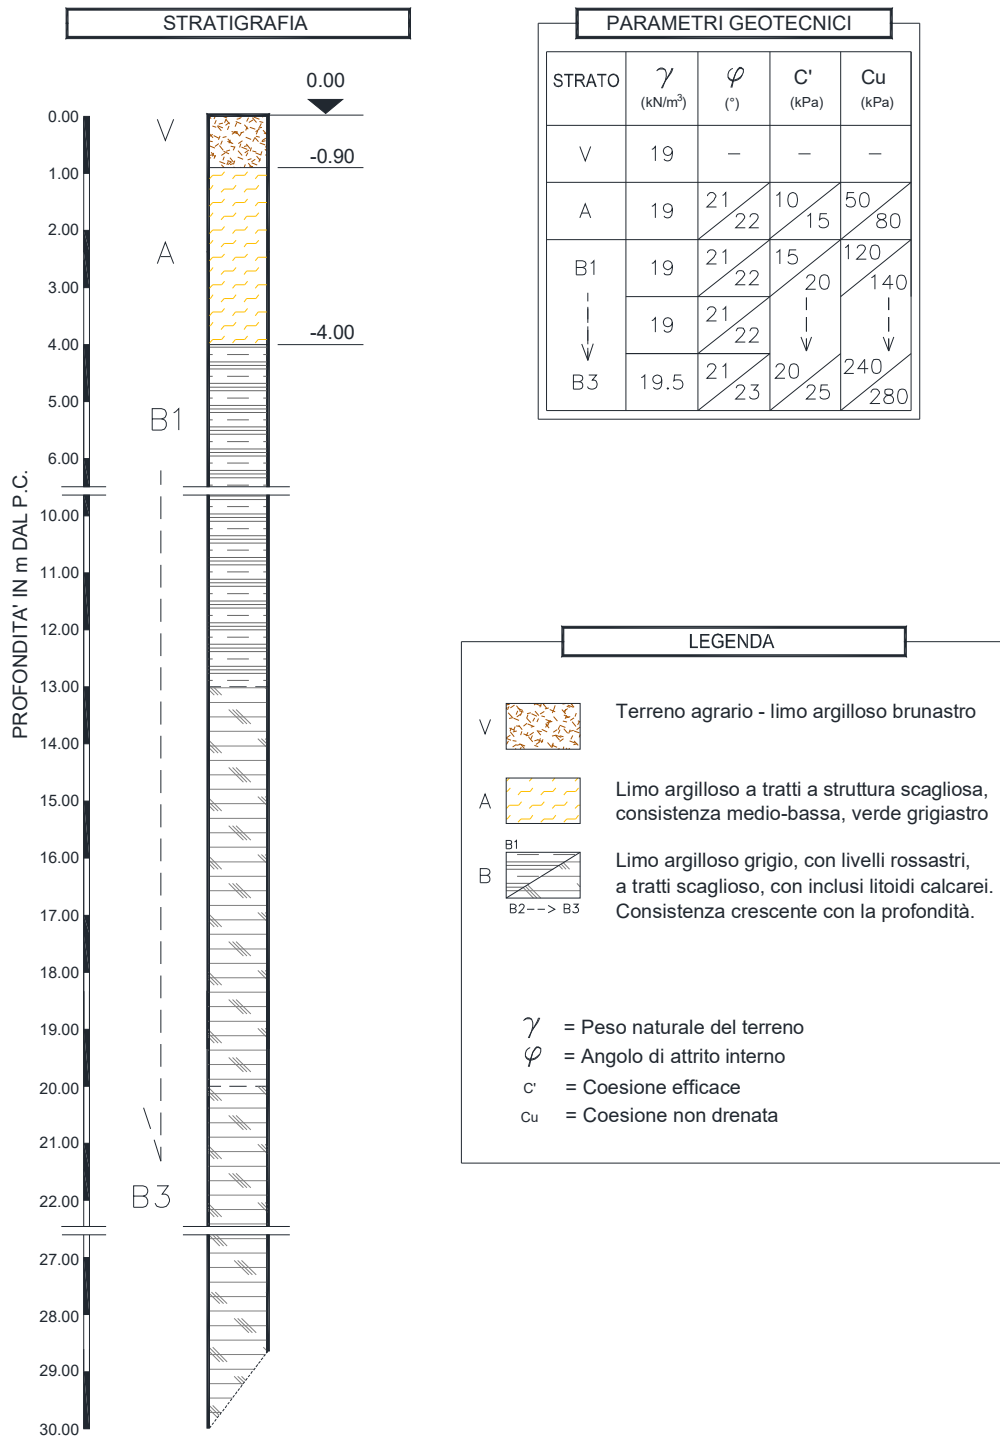 STRATIGRAFIA
0.00
0.00
V
-0.90
1.00
2.00
A
3.00
-4.00
4.00
5.00
B1
6.00
10.00
11.00
12.00
13.00
14.00
15.00
16.00
17.00
18.00
19.00
20.00
21.00
B3
22.00
27.00
28.00
29.00
30.00
PROFONDITA' IN m DAL P.C.
PARAMETRI GEOTECNICI
STRATO γ φ C' Cu
(kN/m³) (°) (kPa) (kPa)
V 19 – – –
A 19 21 22 10 15 50 80
B1 19 21 22 15 20 120 140
19 21 22
B3 19.5 21 23 20 25 240 280
LEGENDA
V Terreno agrario - limo argilloso brunastro
A Limo argilloso a tratti a struttura scagliosa,
consistenza medio-bassa, verde grigiastro
B1
B Limo argilloso grigio, con livelli rossastri,
a tratti scaglioso, con inclusi litoidi calcarei.
B2--> B3
Consistenza crescente con la profondità.
γ = Peso naturale del terreno
φ = Angolo di attrito interno
C' = Coesione efficace
Cu = Coesione non drenata